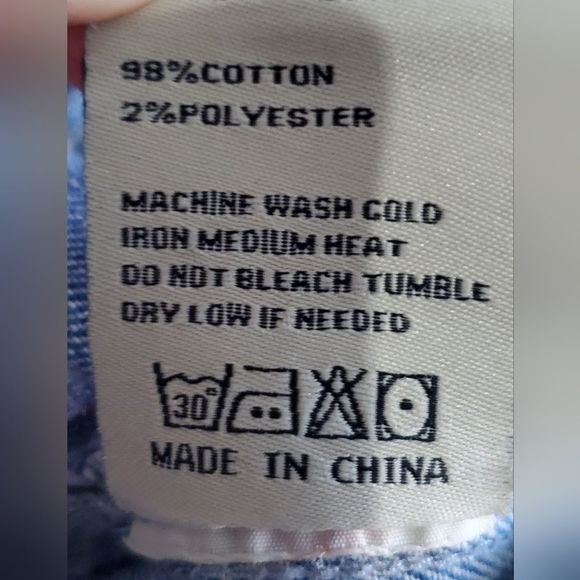 98%COTTON
2%POLYESTER
MACHINE WASH COLD
IRON MEDIUM HEAT
DO NOT BLEACH TUMBLE
DRY LOW IF NEEDED
30°
MADE IN CHINA